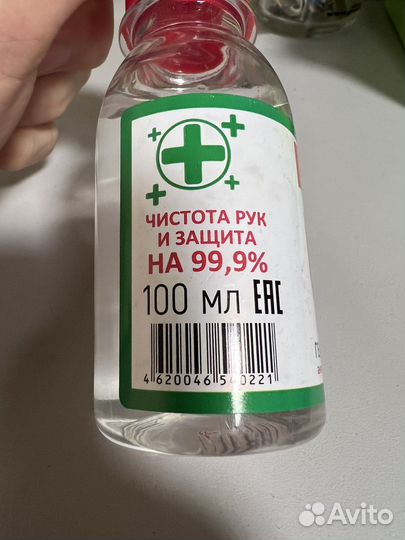 ЧИСТОТА РУК
И ЗАЩИТА
НА 99,9%
100 мл ЕАС
4 620046 540221
Avito